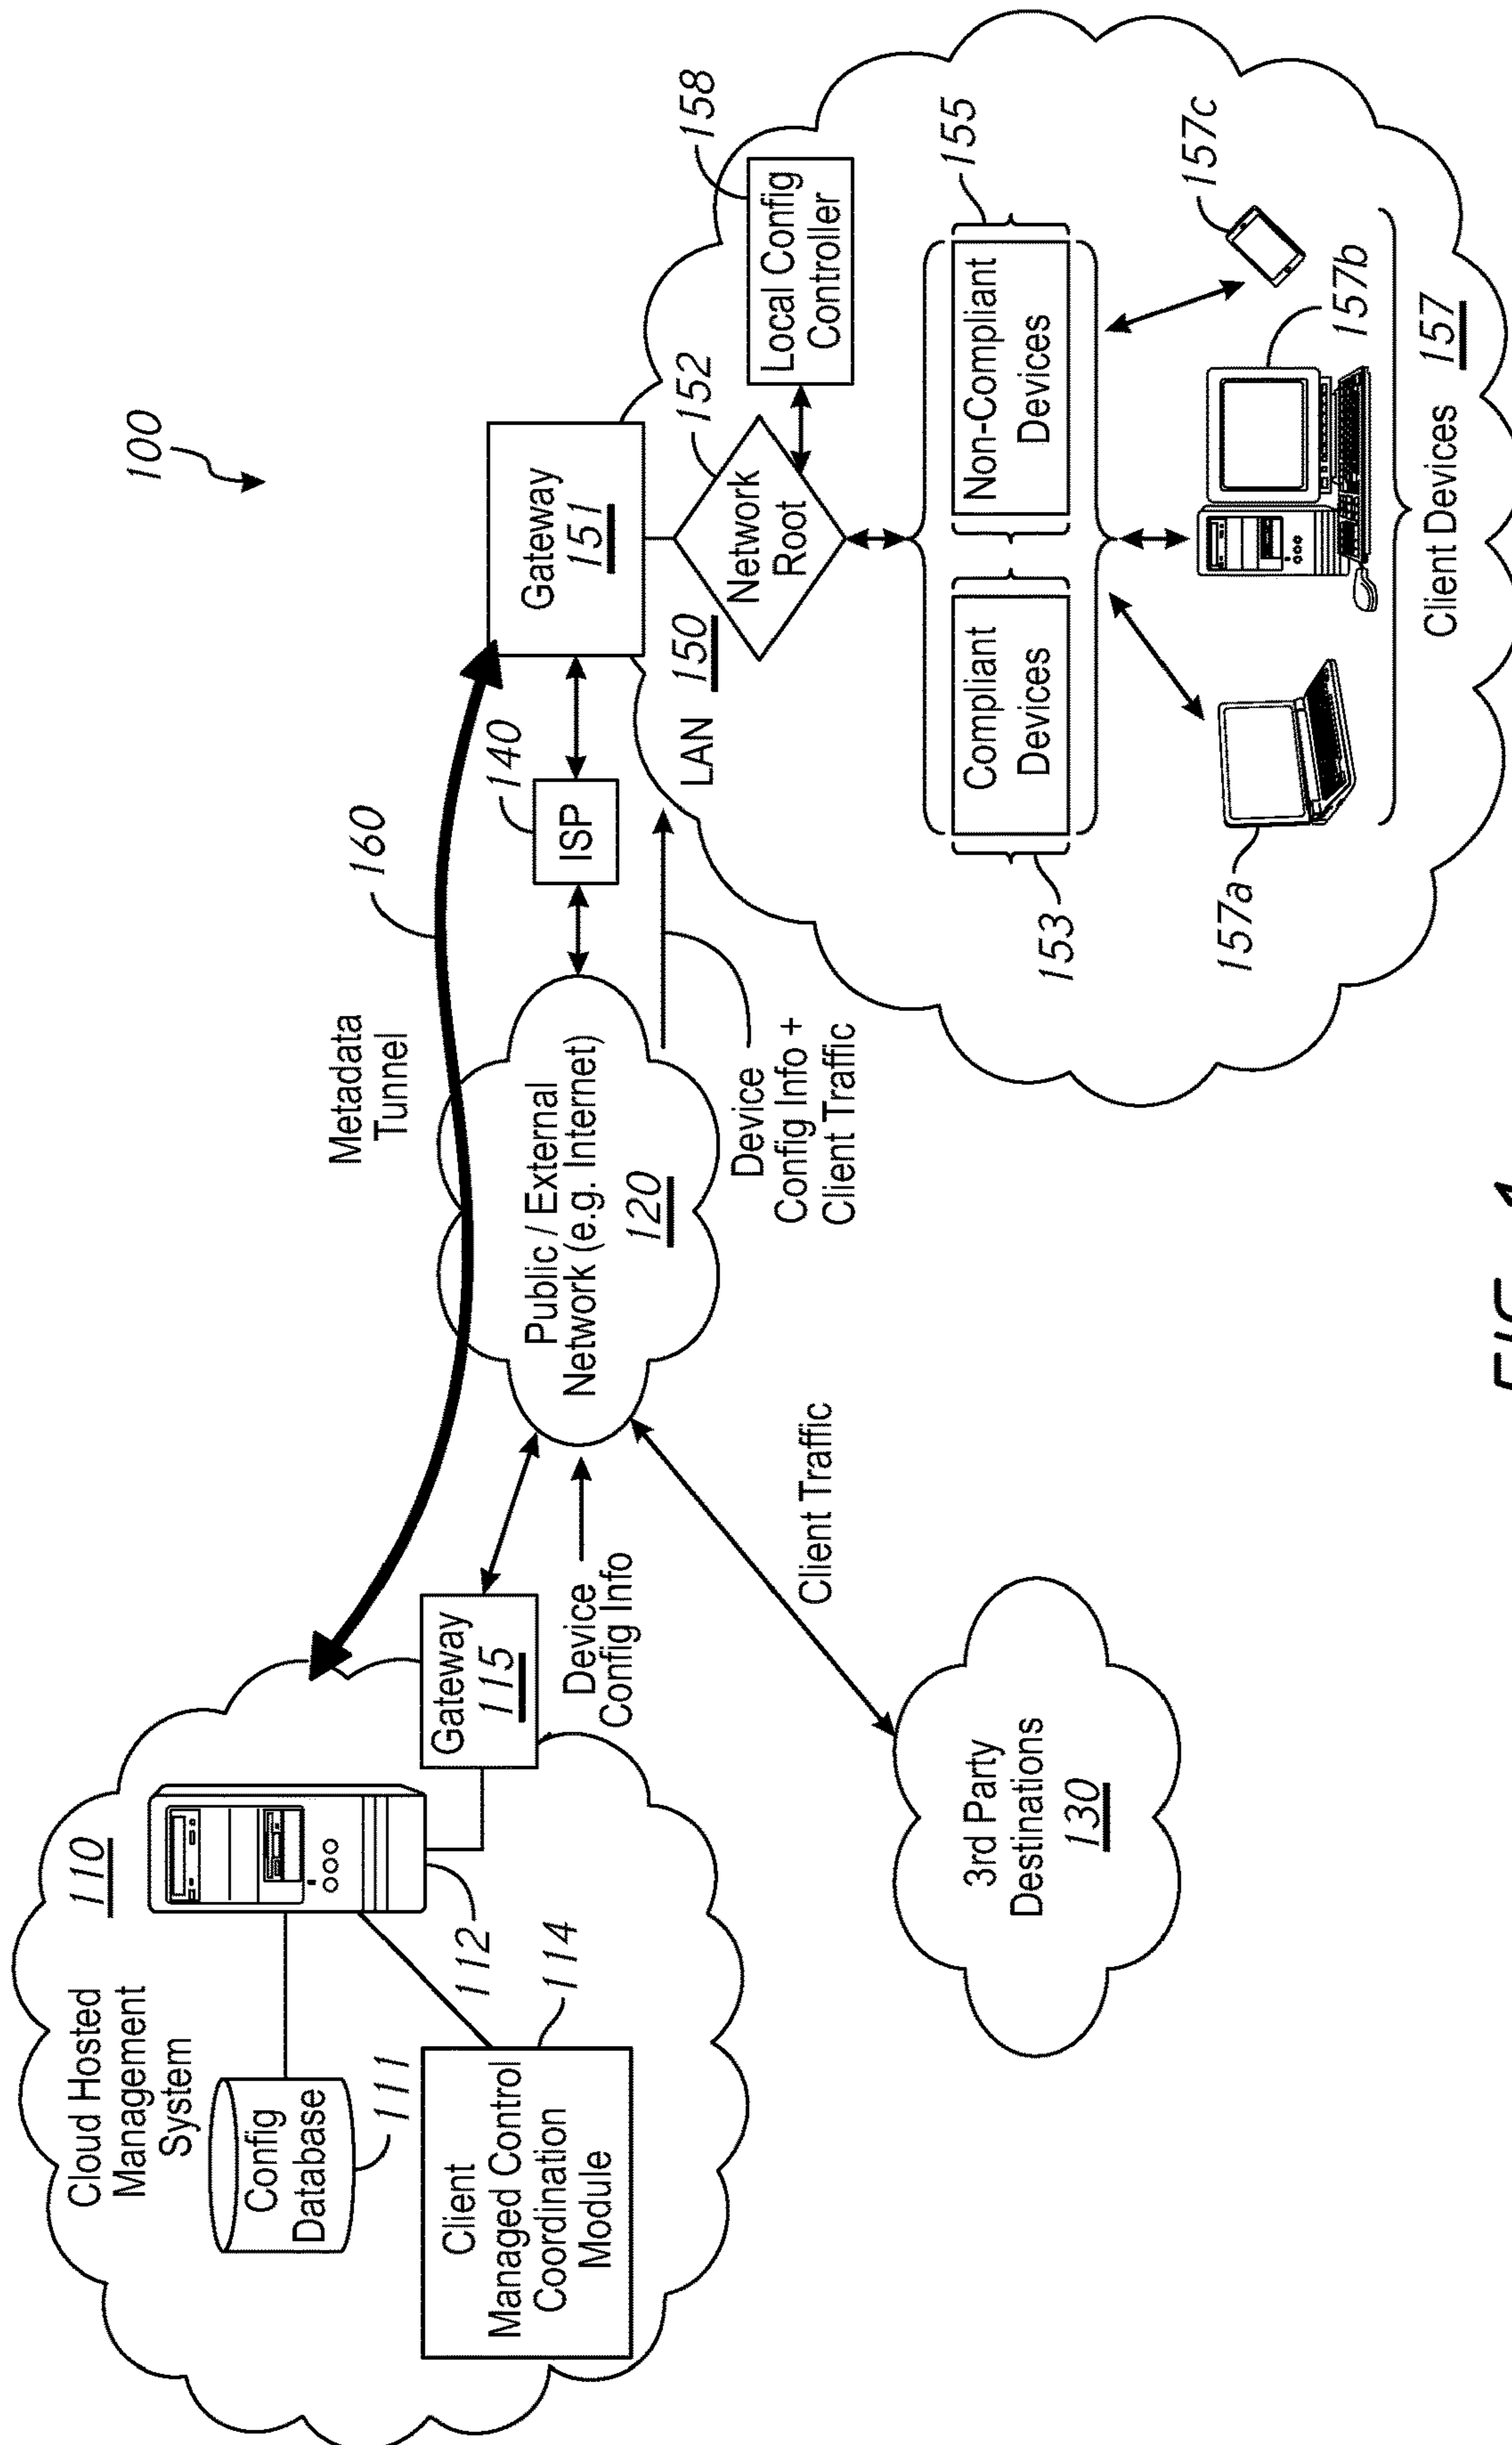 100
Cloud Hosted
Management
System
110
Config
Database
111
112
Client
Managed Control
Coordination
Module
114
Gateway
115
Device
Config Info
Metadata
Tunnel
160
Public / External
Network (e.g. Internet)
120
Client Traffic
3rd Party
Destinations
130
Device
Config Info +
Client Traffic
ISP
140
Gateway
151
LAN 150
Network
Root
152
Local Config
Controller
158
Compliant
Devices
153
Non-Compliant
Devices
155
157a
157b
157c
Client Devices 157